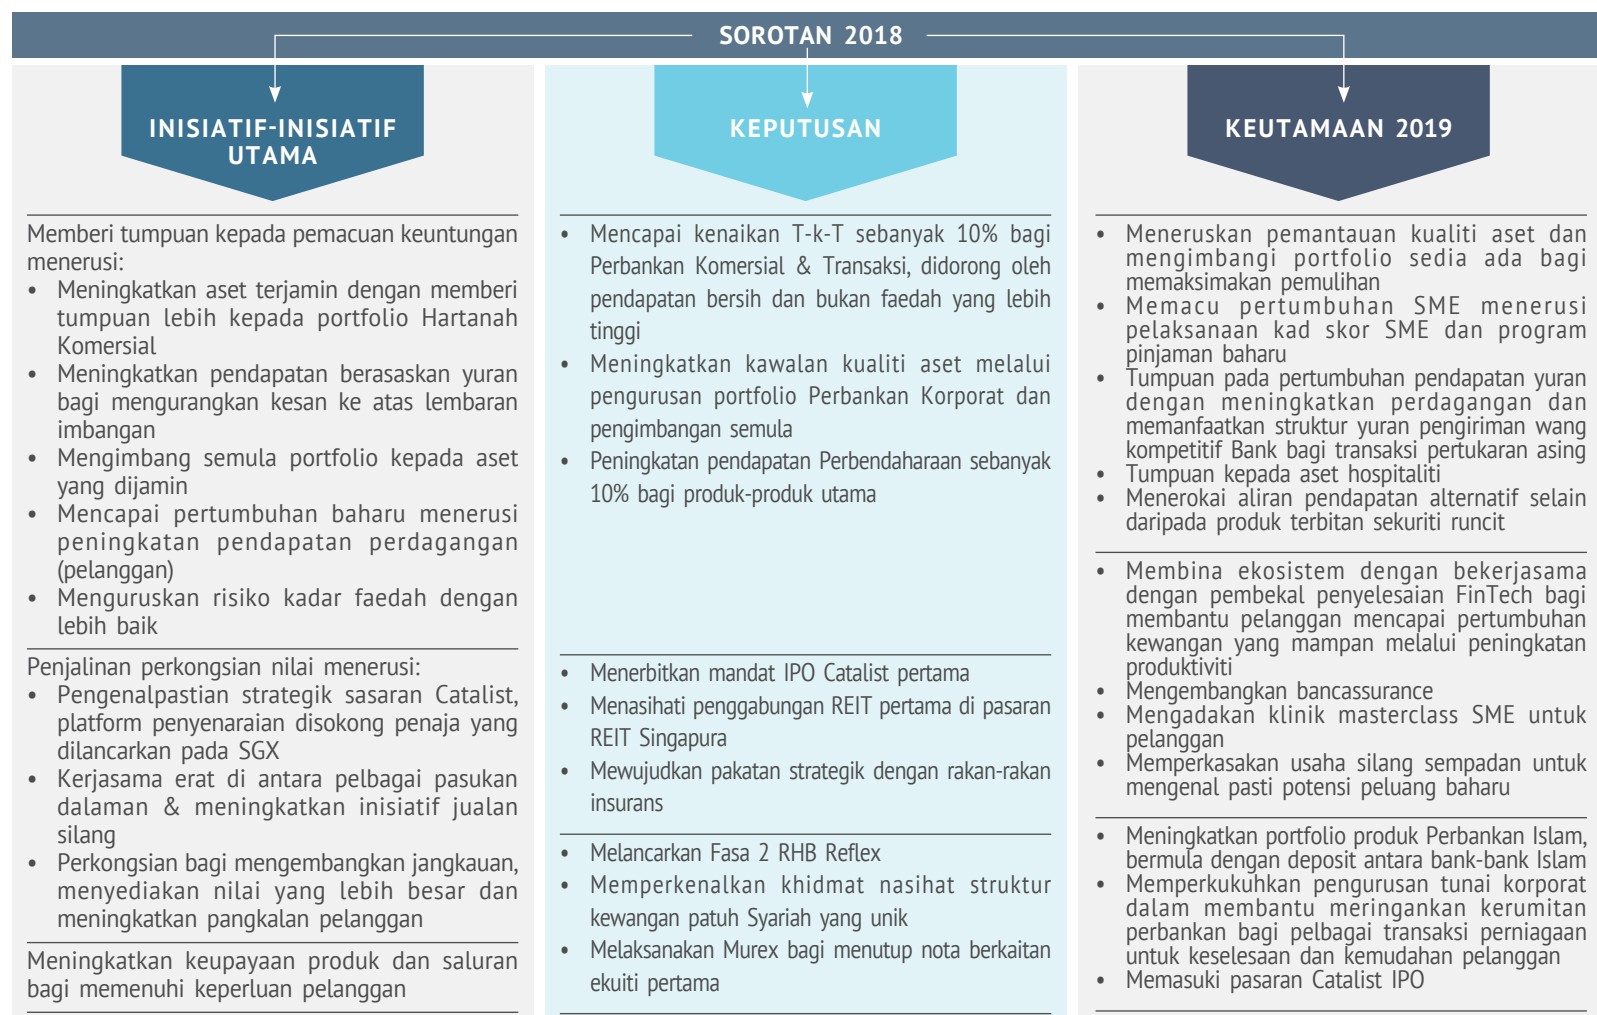 SOROTAN 2018
INISIATIF-INISIATIF
UTAMA
Memberi tumpuan kepada pemacuan keuntungan
menerusi:
• Meningkatkan aset terjamin dengan memberi
tumpuan lebih kepada portfolio Hartanah
Komersial
• Meningkatkan pendapatan berasaskan yuran
bagi mengurangkan kesan ke atas lembaran
imbangan
• Mengimbang semula portfolio kepada aset
yang dijamin
• Mencapai pertumbuhan baharu menerusi
peningkatan pendapatan perdagangan
(pelanggan)
• Menguruskan risiko kadar faedah dengan
lebih baik
Penjalinan perkongsian nilai menerusi:
• Pengenalpastian strategik sasaran Catalist,
platform penyenaraian disokong penaja yang
dilancarkan pada SGX
• Kerjasama erat di antara pelbagai pasukan
dalaman & meningkatkan inisiatif jualan
silang
• Perkongsian bagi mengembangkan jangkauan,
menyediakan nilai yang lebih besar dan
meningkatkan pangkalan pelanggan
Meningkatkan keupayaan produk dan saluran
bagi memenuhi keperluan pelanggan
KEPUTUSAN
• Mencapai kenaikan T-k-T sebanyak 10% bagi
Perbankan Komersial & Transaksi, didorong oleh
pendapatan bersih dan bukan faedah yang lebih
tinggi
• Meningkatkan kawalan kualiti aset melalui
pengurusan portfolio Perbankan Korporat dan
pengimbangan semula
• Peningkatan pendapatan Perbendaharaan sebanyak
10% bagi produk-produk utama
• Menerbitkan mandat IPO Catalist pertama
• Menasihati penggabungan REIT pertama di pasaran
REIT Singapura
• Mewujudkan pakatan strategik dengan rakan-rakan
insurans
• Melancarkan Fasa 2 RHB Reflex
• Memperkenalkan khidmat nasihat struktur
kewangan patuh Syariah yang unik
• Melaksanakan Murex bagi menutup nota berkaitan
ekuiti pertama
KEUTAMAAN 2019
• Meneruskan pemantauan kualiti aset dan
mengimbangi portfolio sedia ada bagi
memaksimakan pemulihan
• Memacu pertumbuhan SME menerusi
pelaksanaan kad skor SME dan program
pinjaman baharu
• Tumpuan pada pertumbuhan pendapatan yuran
dengan meningkatkan perdagangan dan
memanfaatkan struktur yuran pengiriman wang
kompetitif Bank bagi transaksi pertukaran asing
• Tumpuan kepada aset hospitaliti
• Menerokai aliran pendapatan alternatif selain
daripada produk terbitan sekuriti runcit
• Membina ekosistem dengan bekerjasama
dengan pembekal penyelesaian FinTech bagi
membantu pelanggan mencapai pertumbuhan
kewangan yang mampan melalui peningkatan
produktiviti
• Mengembangkan bancassurance
• Mengadakan klinik masterclass SME untuk
pelanggan
• Memperkasakan usaha silang sempadan untuk
mengenal pasti potensi peluang baharu
• Meningkatkan portfolio produk Perbankan Islam,
bermula dengan deposit antara bank-bank Islam
• Memperkukuhkan pengurusan tunai korporat
dalam membantu meringankan kerumitan
perbankan bagi pelbagai transaksi perniagaan
untuk keselesaan dan kemudahan pelanggan
• Memasuki pasaran Catalist IPO